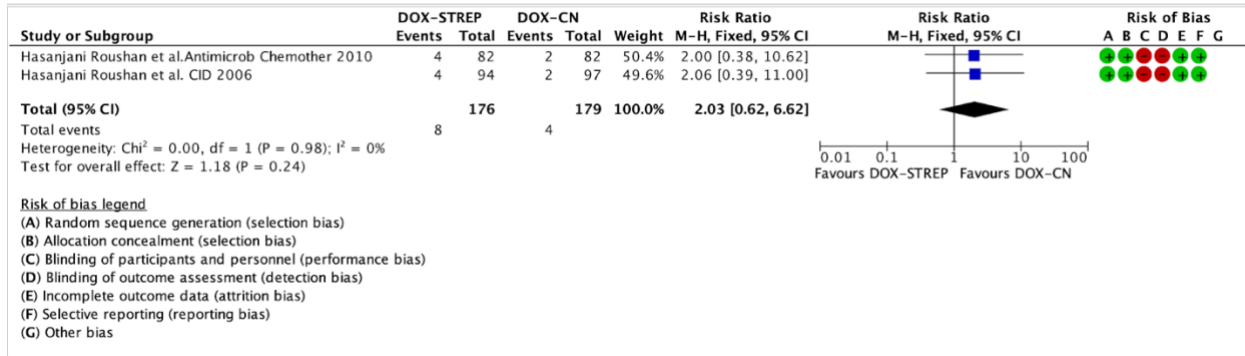 DOX-STREP DOX-CN Risk Ratio Risk Ratio Risk of Bias
Study or Subgroup Events Total Events Total Weight M-H, Fixed, 95% CI M-H, Fixed, 95% CI A B C D E F G
Hasanjani Roushan et al.Antimicrob Chemother 2010 4 82 2 82 50.4% 2.00 [0.38, 10.62] + + - - + +
Hasanjani Roushan et al. CID 2006 4 94 2 97 49.6% 2.06 [0.39, 11.00] + + - - + +
Total (95% CI) 176 179 100.0% 2.03 [0.62, 6.62]
Total events 8 4
Heterogeneity: Chi² = 0.00, df = 1 (P = 0.98); I² = 0%
Test for overall effect: Z = 1.18 (P = 0.24)
0.01 0.1 1 10 100
Favours DOX-STREP Favours DOX-CN
Risk of bias legend
(A) Random sequence generation (selection bias)
(B) Allocation concealment (selection bias)
(C) Blinding of participants and personnel (performance bias)
(D) Blinding of outcome assessment (detection bias)
(E) Incomplete outcome data (attrition bias)
(F) Selective reporting (reporting bias)
(G) Other bias